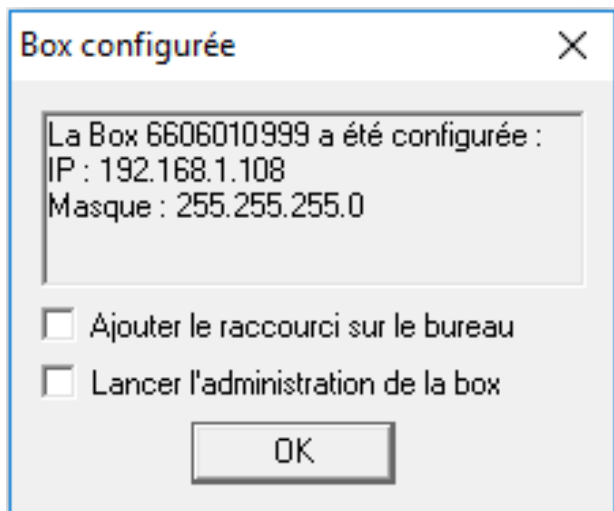 Box configurée
La Box 6606010999 a été configurée :
IP : 192.168.1.108
Masque : 255.255.255.0
Ajouter le raccourci sur le bureau
Lancer l'administration de la box
OK